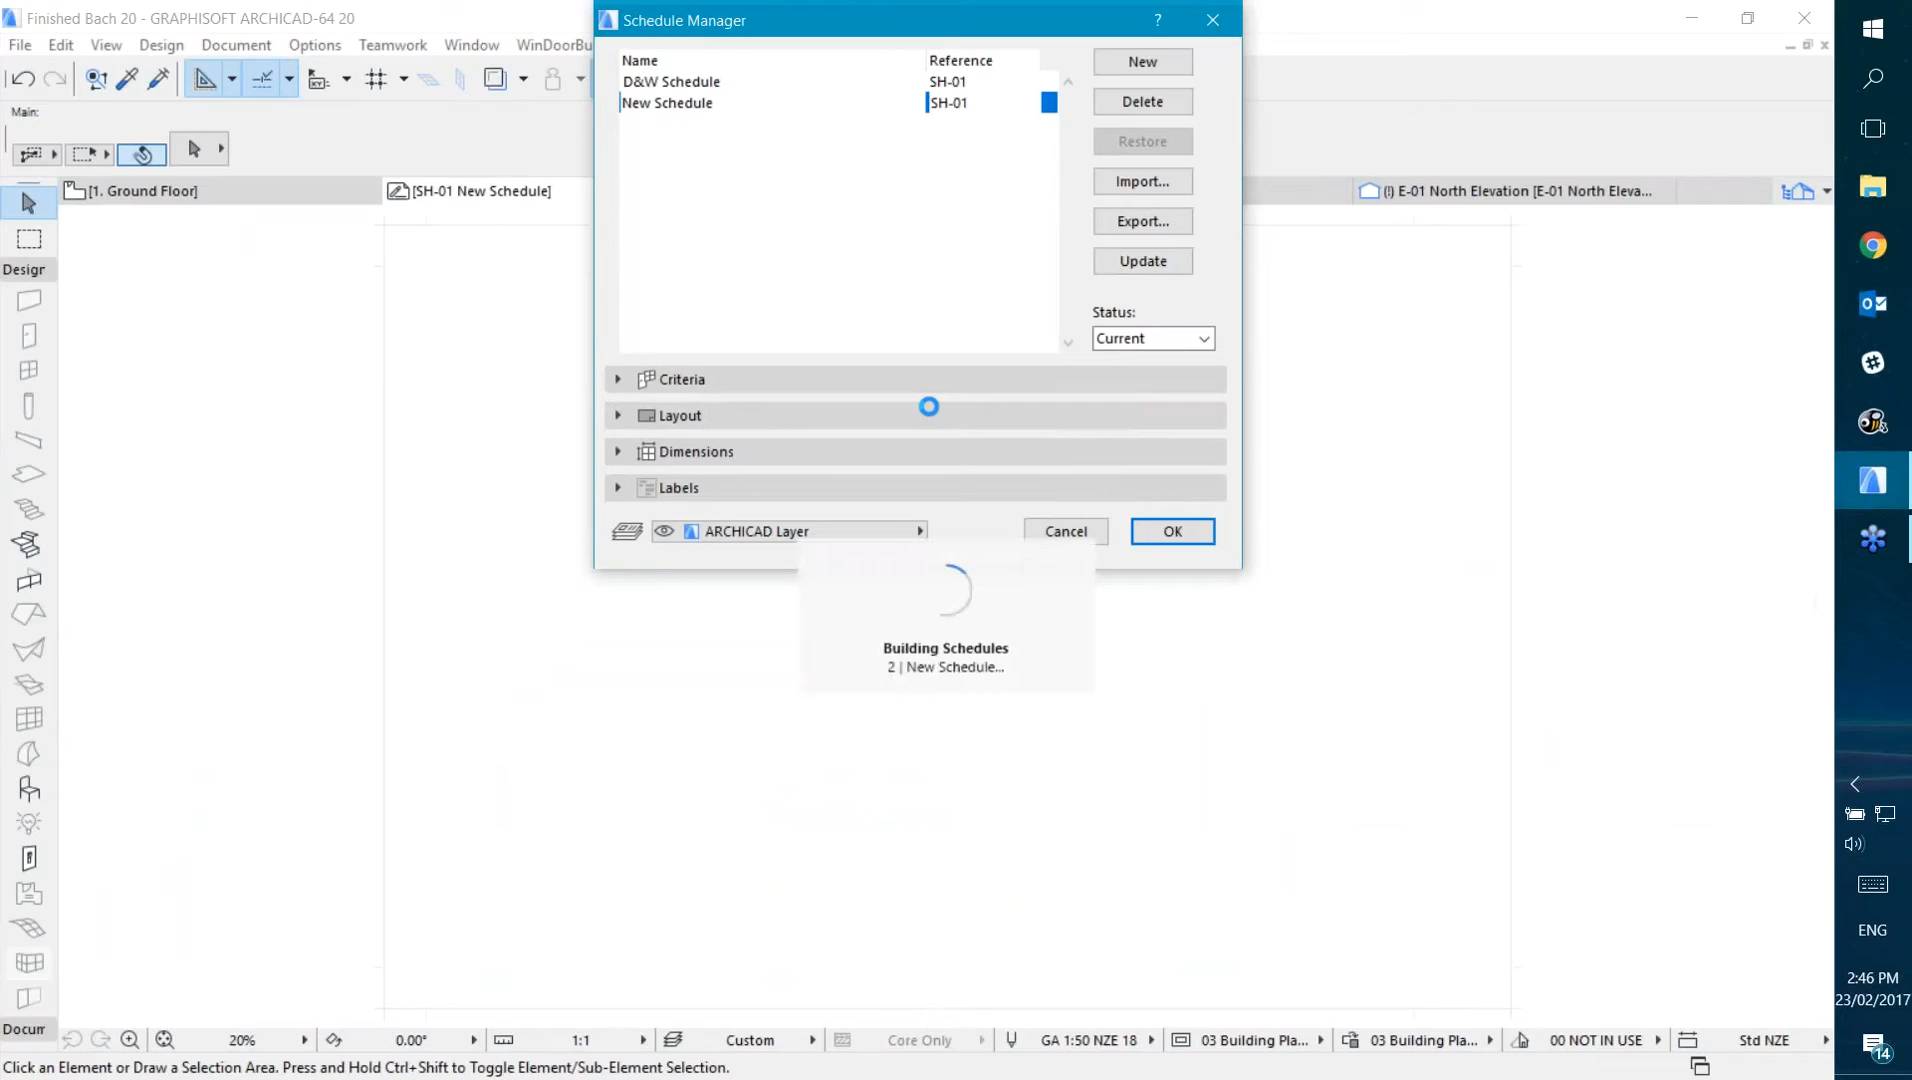 Finished Bach 20 - GRAPHISOFT ARCHICAD-64 20
File Edit View Design Document Options Teamwork Window WinDoorBu
Main:
[1. Ground Floor]
[SH-01 New Schedule]
(!) E-01 North Elevation [E-01 North Eleva...
Design
Docum
Schedule Manager
?
Name Reference
D&W Schedule SH-01
New Schedule SH-01
New
Delete
Restore
Import...
Export...
Update
Status:
Current
Criteria
Layout
Dimensions
Labels
ARCHICAD Layer
Cancel
OK
Building Schedules
2 | New Schedule...
20% 0.00° 1:1 Custom Core Only GA 1:50 NZE 18 03 Building Pla... 03 Building Pla... 00 NOT IN USE Std NZE
Click an Element or Draw a Selection Area. Press and Hold Ctrl+Shift to Toggle Element/Sub-Element Selection.
ENG
2:46 PM
23/02/2017
14